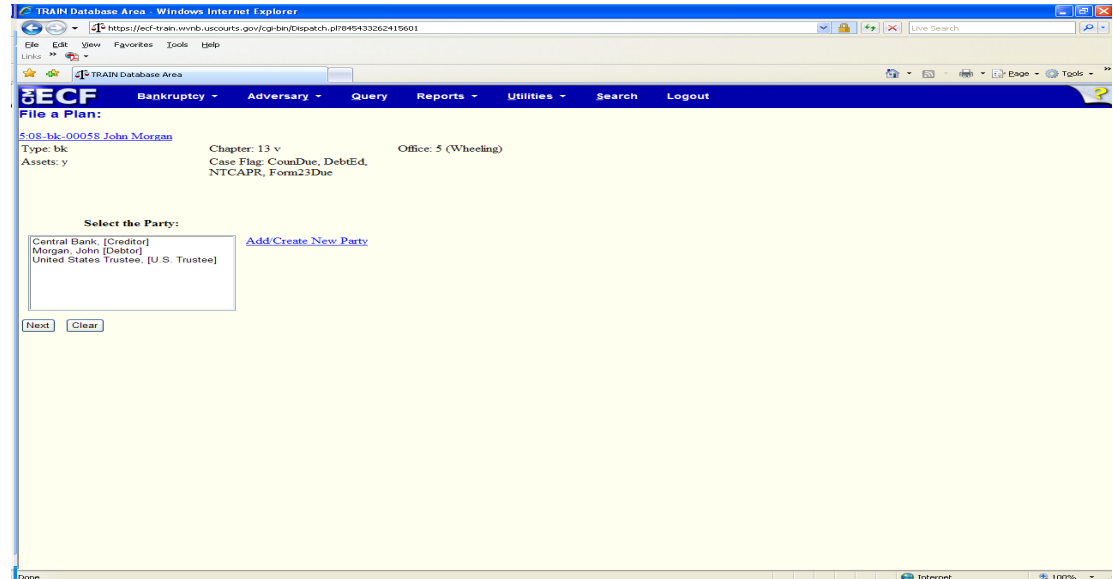 TRAIN Database Area - Windows Internet Explorer
https://ecf-train.wvnb.uscourts.gov/cgi-bin/Dispatch.pl?845433262415601
Live Search
File Edit View Favorites Tools Help
Links »
TRAIN Database Area
Page Tools »
CM ECF Bankruptcy Adversary Query Reports Utilities Search Logout ?
File a Plan:
5:08-bk-00058 John Morgan
Type: bk Chapter: 13 v Office: 5 (Wheeling)
Assets: y Case Flag: CounDue, DebtEd,
NTCAPR, Form23Due
Select the Party:
Central Bank, [Creditor] Add/Create New Party
Morgan, John [Debtor]
United States Trustee, [U.S. Trustee]
Next Clear
Done Internet 100%